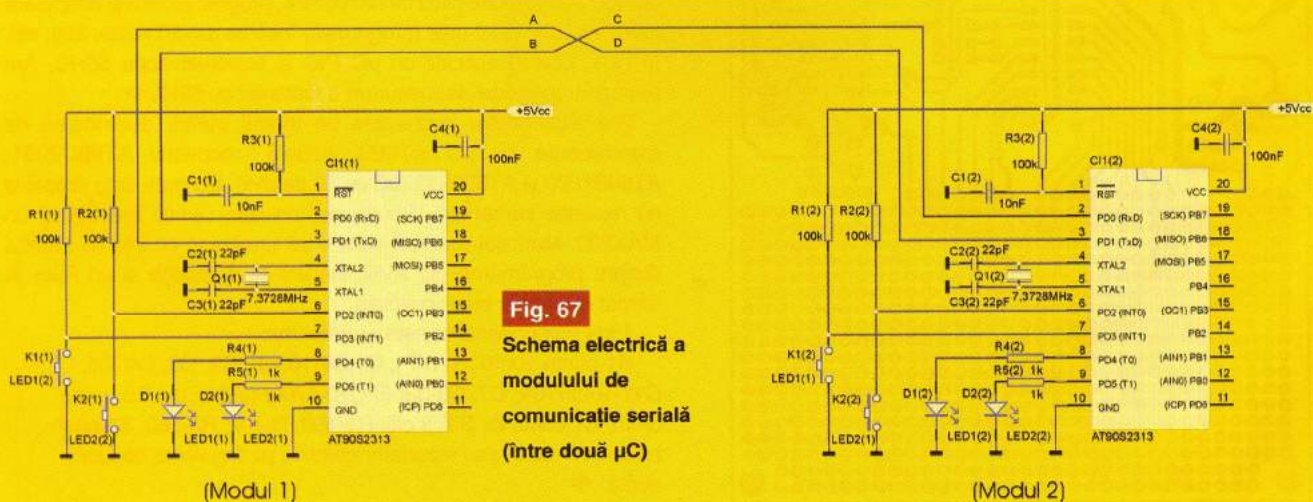 A
C
B
D
+5Vcc
C4(1)
100nF
R3(1)
100k
C1(1)
10nF
CI1(1)
R1(1)
100k
R2(1)
100k
1 RST VCC 20
2 PD0 (RxD) (SCK) PB7 19
3 PD1 (TxD) (MISO) PB6 18
4 XTAL2 (MOSI) PB5 17
5 XTAL1 PB4 16
6 PD2 (INT0) (OC1) PB3 15
7 PD3 (INT1) PB2 14
8 PD4 (T0) (AIN1) PB1 13
9 PD5 (T1) (AIN0) PB0 12
10 GND (ICP) PD6 11
AT90S2313
C2(1) 22pF
Q1(1)
7.3728MHz
C3(1) 22pF
K1(1)
LED1(2)
K2(1)
LED2(2)
R4(1)
1k
R5(1)
1k
D1(1)
D2(1)
LED1(1)
LED2(1)
(Modul 1)
Fig. 67
Schema electrică a
modulului de
comunicație serială
(între două µC)
+5Vcc
C4(2)
100nF
R3(2)
100k
C1(2)
10nF
CI1(2)
R1(2)
100k
R2(2)
100k
1 RST VCC 20
2 PD0 (RxD) (SCK) PB7 19
3 PD1 (TxD) (MISO) PB6 18
4 XTAL2 (MOSI) PB5 17
5 XTAL1 PB4 16
6 PD2 (INT0) (OC1) PB3 15
7 PD3 (INT1) PB2 14
8 PD4 (T0) (AIN1) PB1 13
9 PD5 (T1) (AIN0) PB0 12
10 GND (ICP) PD6 11
AT90S2313
C2(2) 22pF
Q1(2)
7.3728MHz
C3(2) 22pF
K1(2)
LED1(1)
K2(2)
LED2(1)
R4(2)
1k
R5(2)
1k
D1(2)
D2(2)
LED1(2)
LED2(2)
(Modul 2)